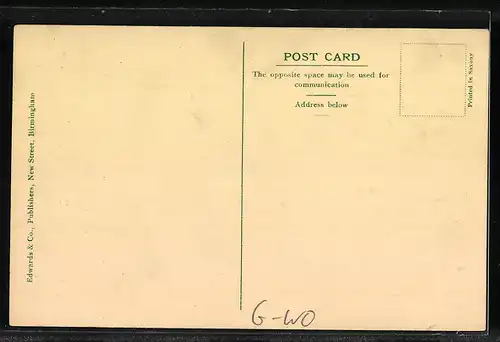 Edwards & Co., Publishers, New Street, Birmingham
POST CARD
The opposite space may be used for
communication
Address below
Printed in Saxony
G-WO